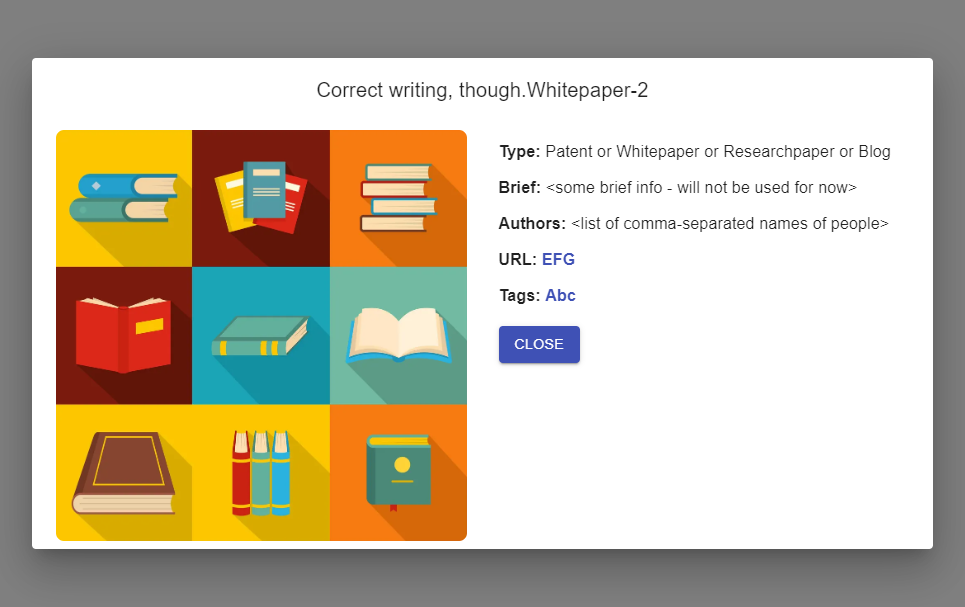 Correct writing, though.Whitepaper-2
Type: Patent or Whitepaper or Researchpaper or Blog
Brief: <some brief info - will not be used for now>
Authors: <list of comma-separated names of people>
URL: EFG
Tags: Abc
CLOSE